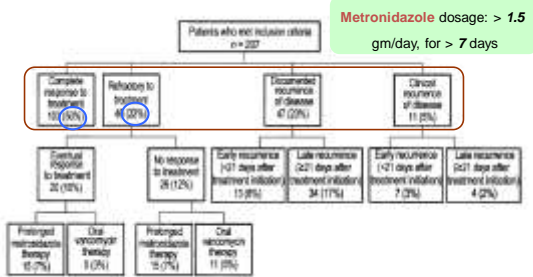 Metronidazole dosage: > 1.5
gm/day, for > 7 days
Patients who met inclusion criteria
n = 207
Complete
response to
treatment
103 (50%)
Refractory to
treatment
46 (22%)
Documented
recurrence
of disease
47 (23%)
Clinical
recurrence
of disease
11 (5%)
Eventual
response
to treatment
20 (10%)
No response
to treatment
26 (12%)
Early recurrence
(<21 days after
treatment initiation)
13 (6%)
Late recurrence
(≥21 days after
treatment initiation)
34 (17%)
Early recurrence
(<21 days after
treatment initiation)
7 (3%)
Late recurrence
(≥21 days after
treatment initiation)
4 (2%)
Prolonged
metronidazole
therapy
15 (7%)
Oral
vancomycin
therapy
(3%)
Prolonged
metronidazole
therapy
15 (7%)
Oral
vancomycin
therapy
11 (5%)